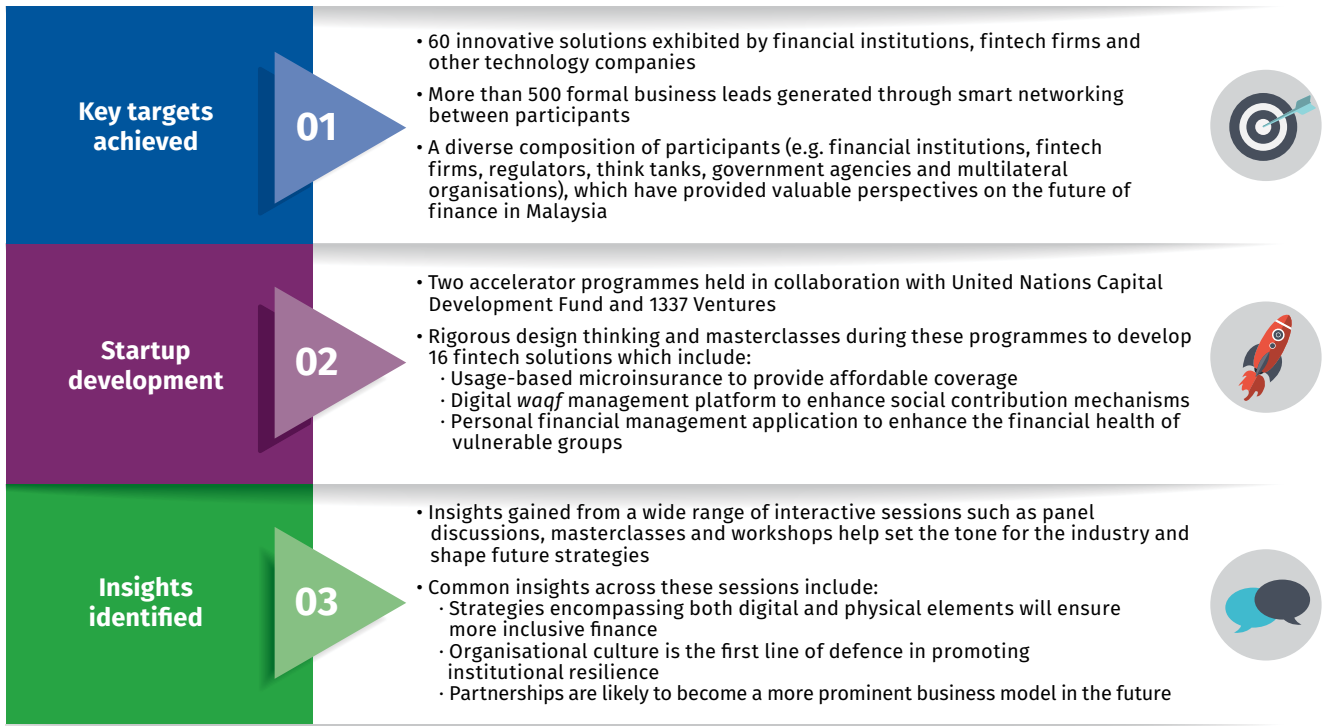 Key targets
achieved
01
• 60 innovative solutions exhibited by financial institutions, fintech firms and
other technology companies
• More than 500 formal business leads generated through smart networking
between participants
• A diverse composition of participants (e.g. financial institutions, fintech
firms, regulators, think tanks, government agencies and multilateral
organisations), which have provided valuable perspectives on the future of
finance in Malaysia
Startup
development
02
• Two accelerator programmes held in collaboration with United Nations Capital
Development Fund and 1337 Ventures
• Rigorous design thinking and masterclasses during these programmes to develop
16 fintech solutions which include:
· Usage-based microinsurance to provide affordable coverage
· Digital waqf management platform to enhance social contribution mechanisms
· Personal financial management application to enhance the financial health of
vulnerable groups
Insights
identified
03
• Insights gained from a wide range of interactive sessions such as panel
discussions, masterclasses and workshops help set the tone for the industry and
shape future strategies
• Common insights across these sessions include:
· Strategies encompassing both digital and physical elements will ensure
more inclusive finance
· Organisational culture is the first line of defence in promoting
institutional resilience
· Partnerships are likely to become a more prominent business model in the future